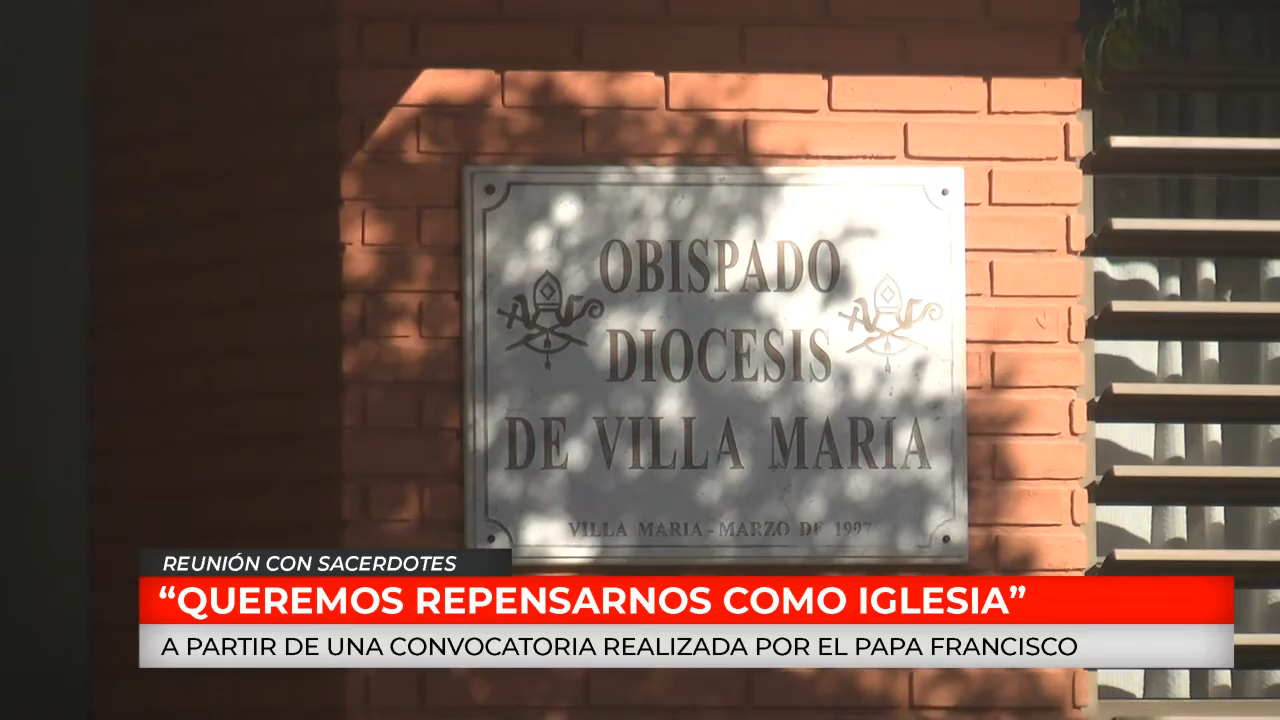 OBISPADO
DIOCESIS
DE VILLA MARIA
VILLA MARIA - MARZO DE 1997
REUNIÓN CON SACERDOTES
“QUEREMOS REPENSARNOS COMO IGLESIA”
A PARTIR DE UNA CONVOCATORIA REALIZADA POR EL PAPA FRANCISCO